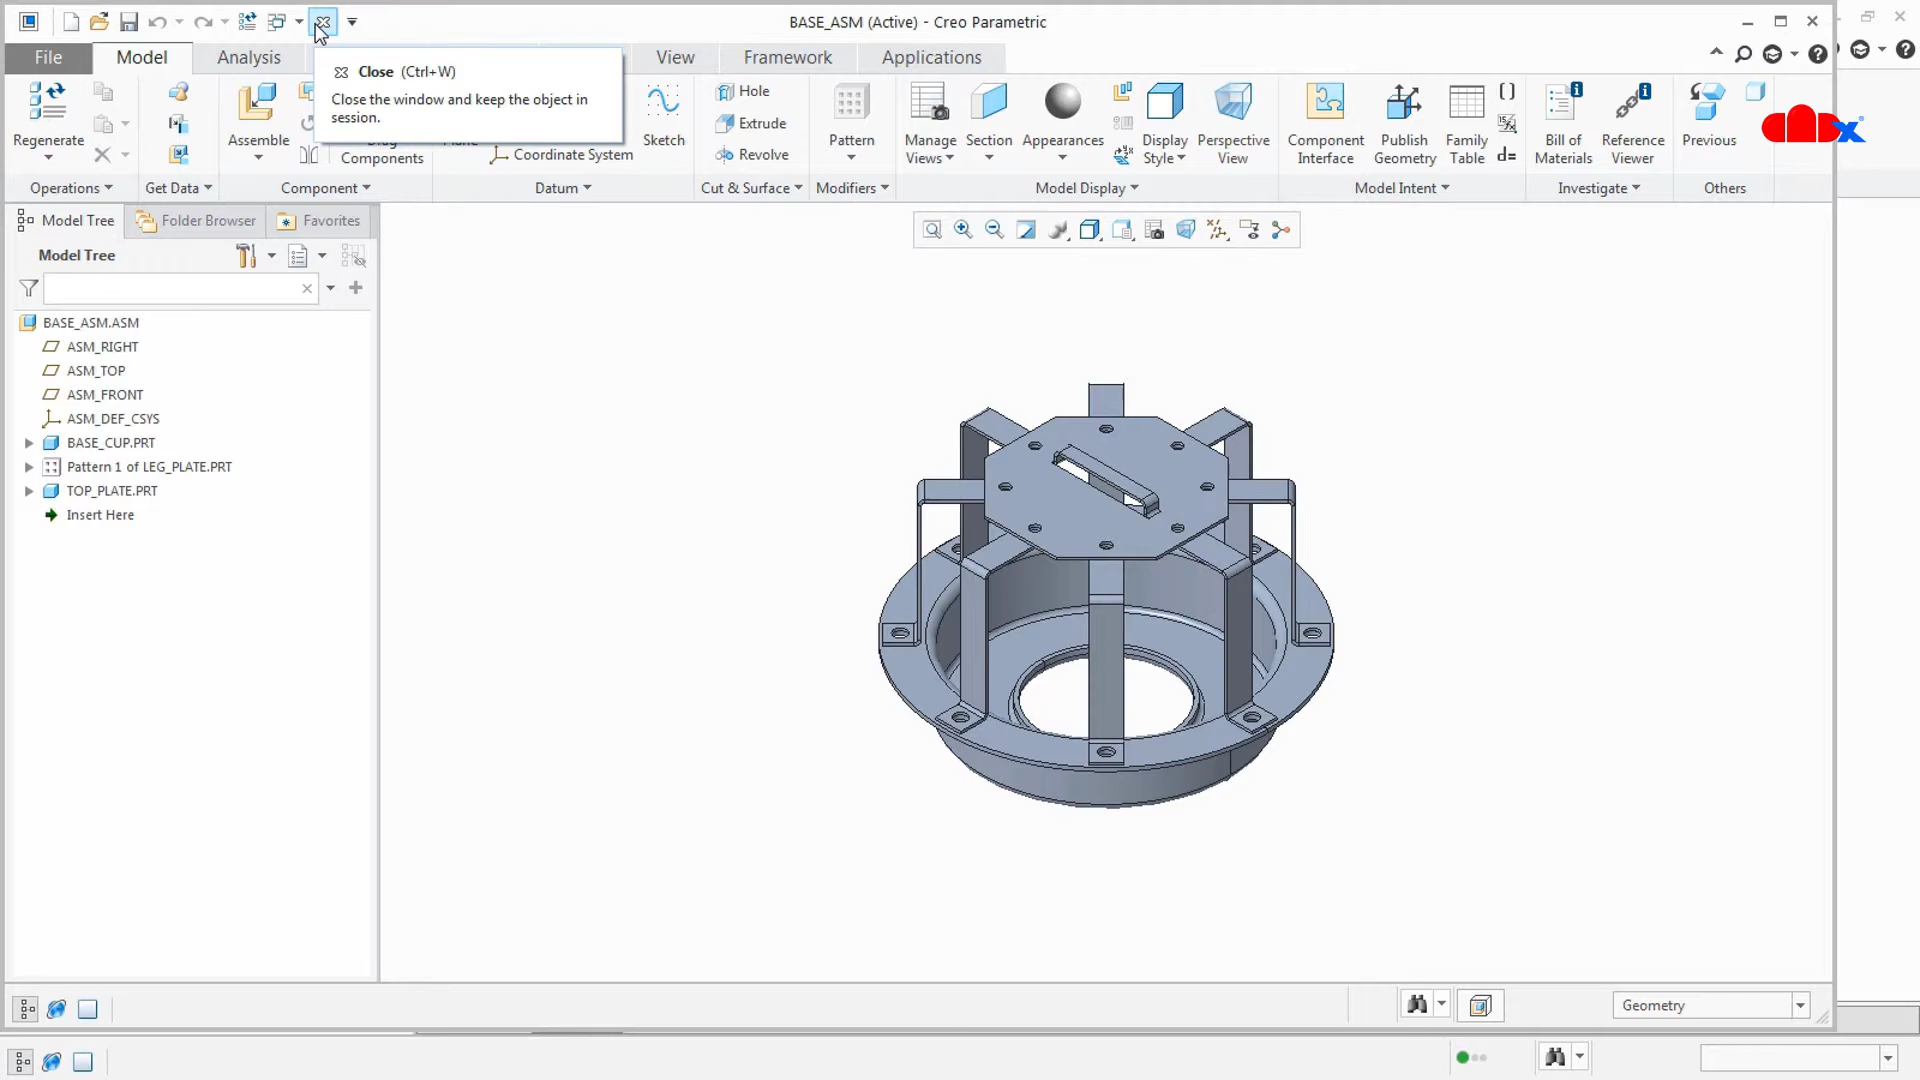 BASE_ASM (Active) - Creo Parametric
File
Model
Analysis
View
Framework
Applications
Close (Ctrl+W)
Close the window and keep the object in
session.
Regenerate
Assemble
Drag
Components
Coordinate System
Sketch
Hole
Extrude
Revolve
Pattern
Manage
Views
Section
Appearances
Display
Style
Perspective
View
Component
Interface
Publish
Geometry
Family
Table
d=
Bill of
Materials
Reference
Viewer
Previous
Operations
Get Data
Component
Datum
Cut & Surface
Modifiers
Model Display
Model Intent
Investigate
Others
Model Tree
Folder Browser
Favorites
Model Tree
BASE_ASM.ASM
ASM_RIGHT
ASM_TOP
ASM_FRONT
ASM_DEF_CSYS
BASE_CUP.PRT
Pattern 1 of LEG_PLATE.PRT
TOP_PLATE.PRT
Insert Here
Geometry